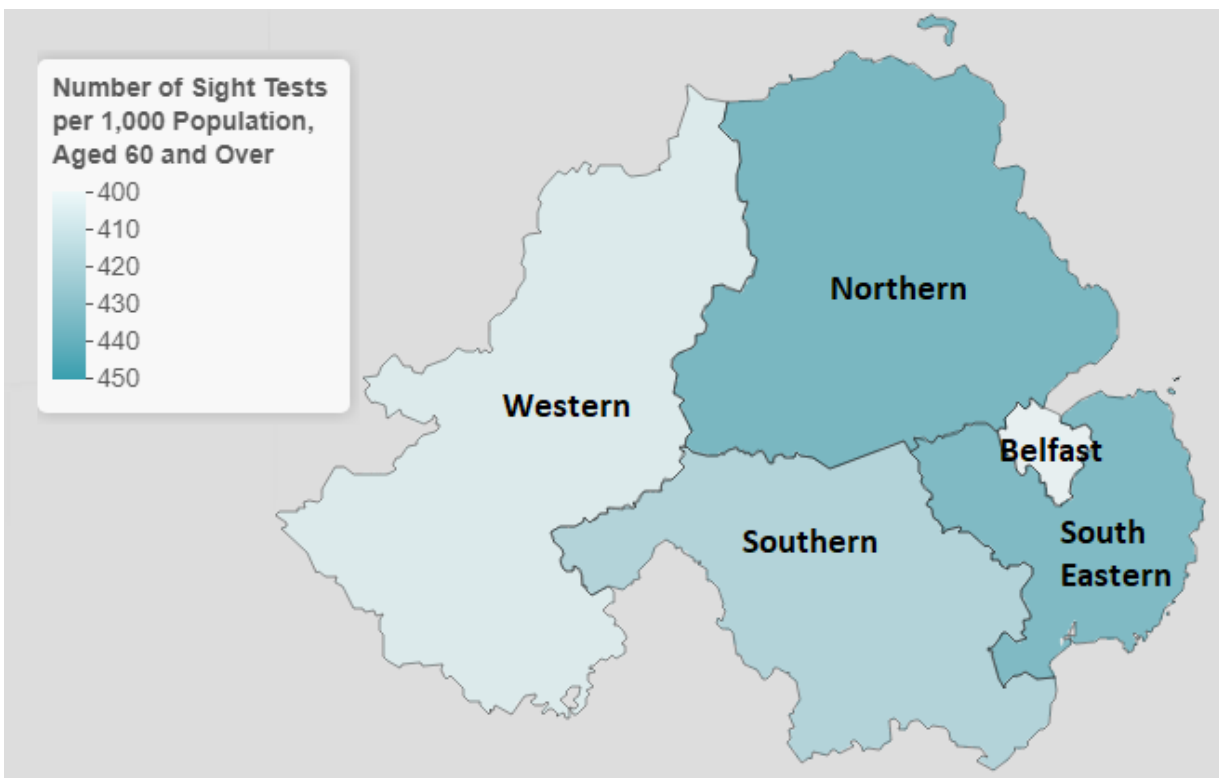 Number of Sight Tests
per 1,000 Population,
Aged 60 and Over
400
410
420
430
440
450
Northern
Western
Belfast
Southern
South
Eastern